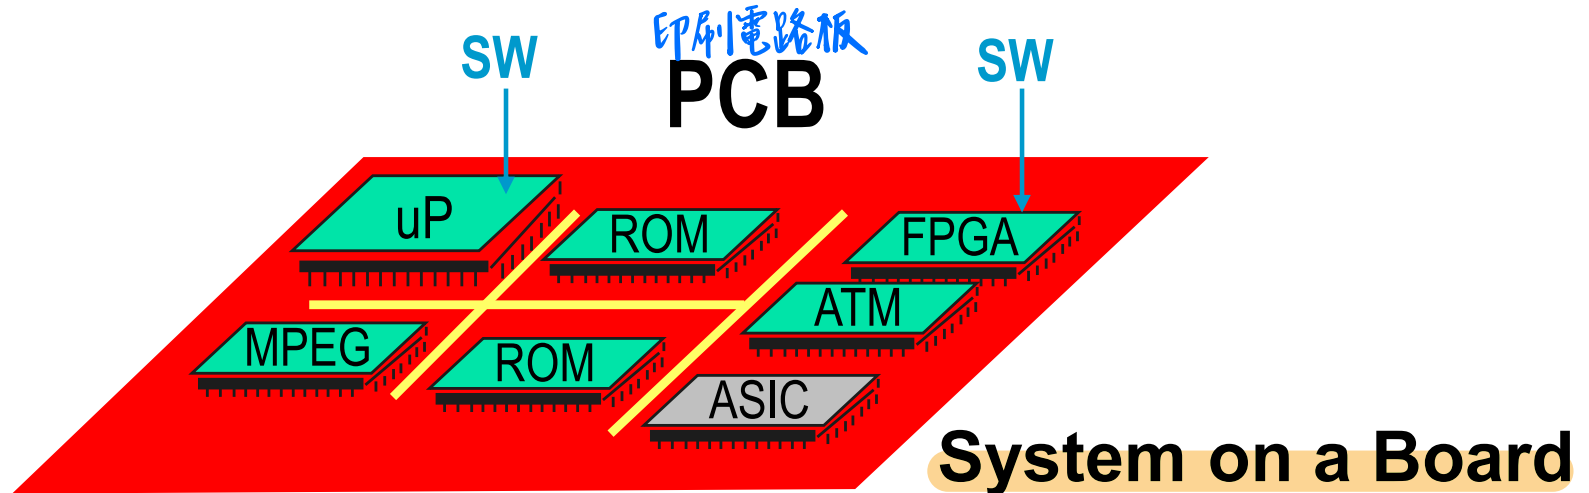 印刷電路板
SW
PCB
SW
uP
ROM
FPGA
ATM
MPEG
ROM
ASIC
System on a Board